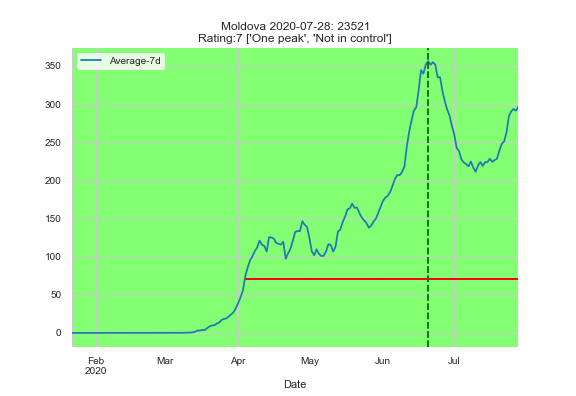 Moldova 2020-07-28: 23521
Rating:7 ['One peak', 'Not in control']
Average-7d
350
300
250
200
150
100
50
0
Feb
2020
Mar
Apr
May
Jun
Jul
Date